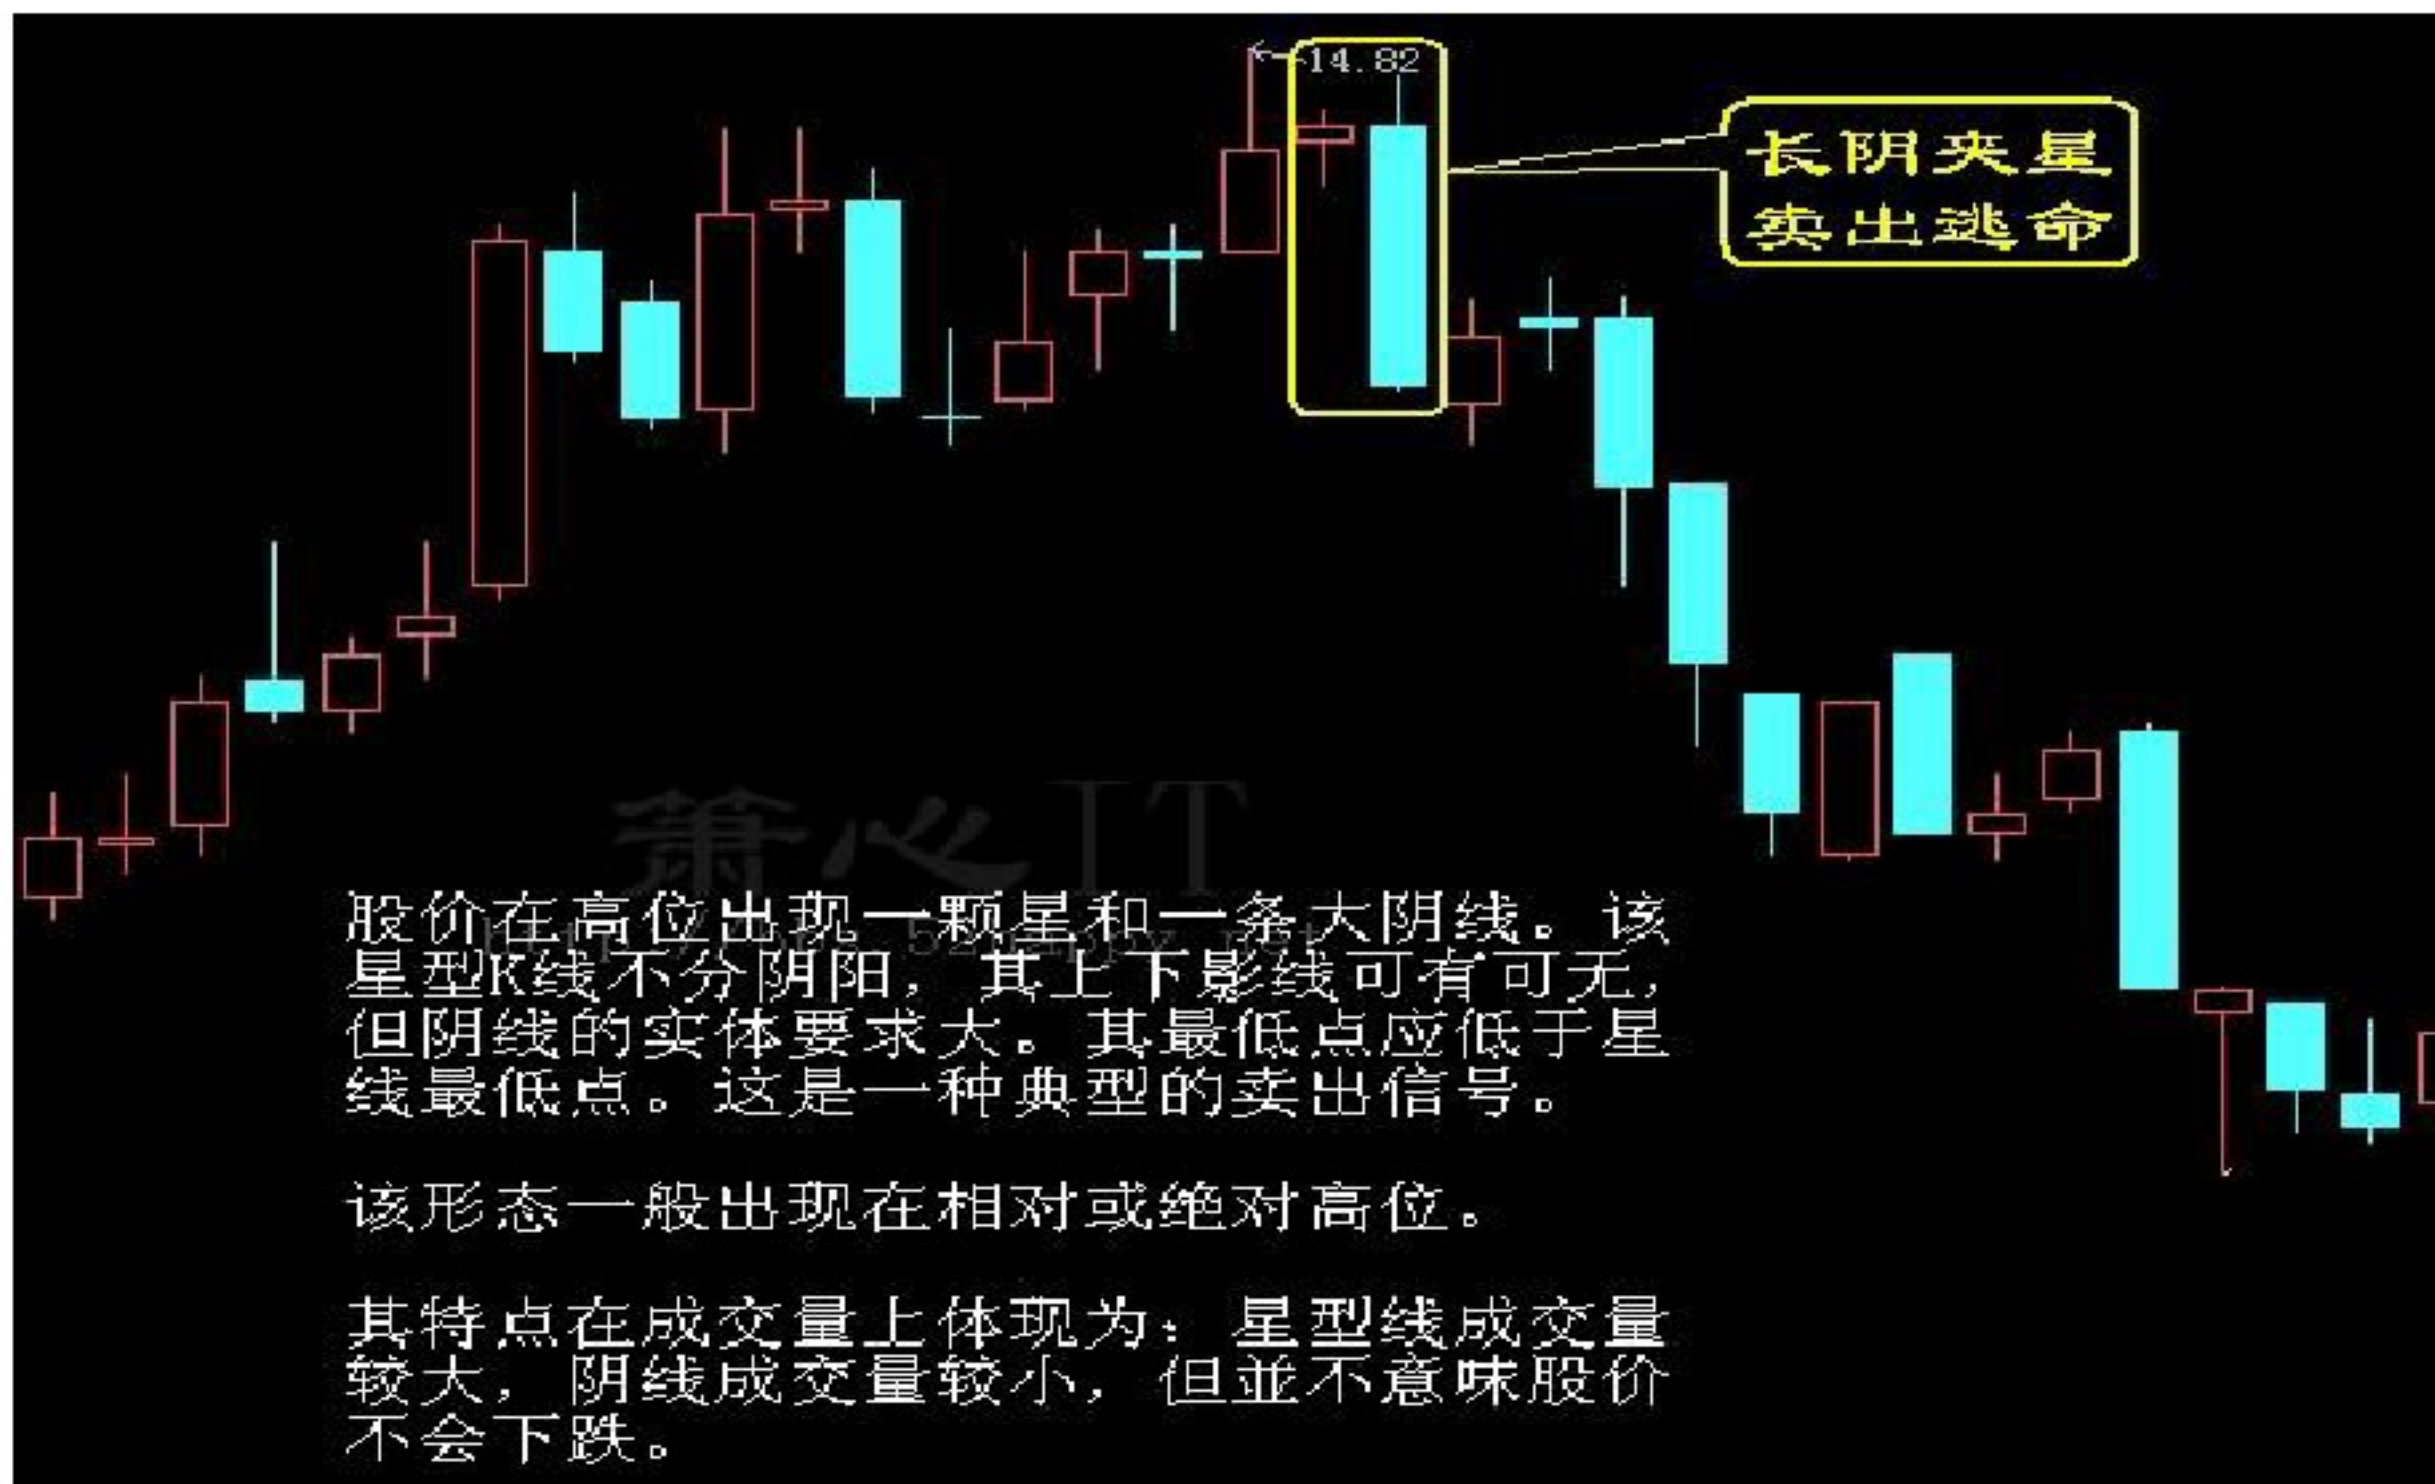 14.82
长阴夹星
卖出逃命
萧心IT
股价在高位出现一颗星和一条大阴线。该
星型K线不分阴阳，其上下影线可有可无，
但阴线的实体要求大。其最低点应低于星
线最低点。这是一种典型的卖出信号。
该形态一般出现在相对或绝对高位。
其特点在成交量上体现为：星型线成交量
较大，阴线成交量较小，但並不意味股价
不会下跌。